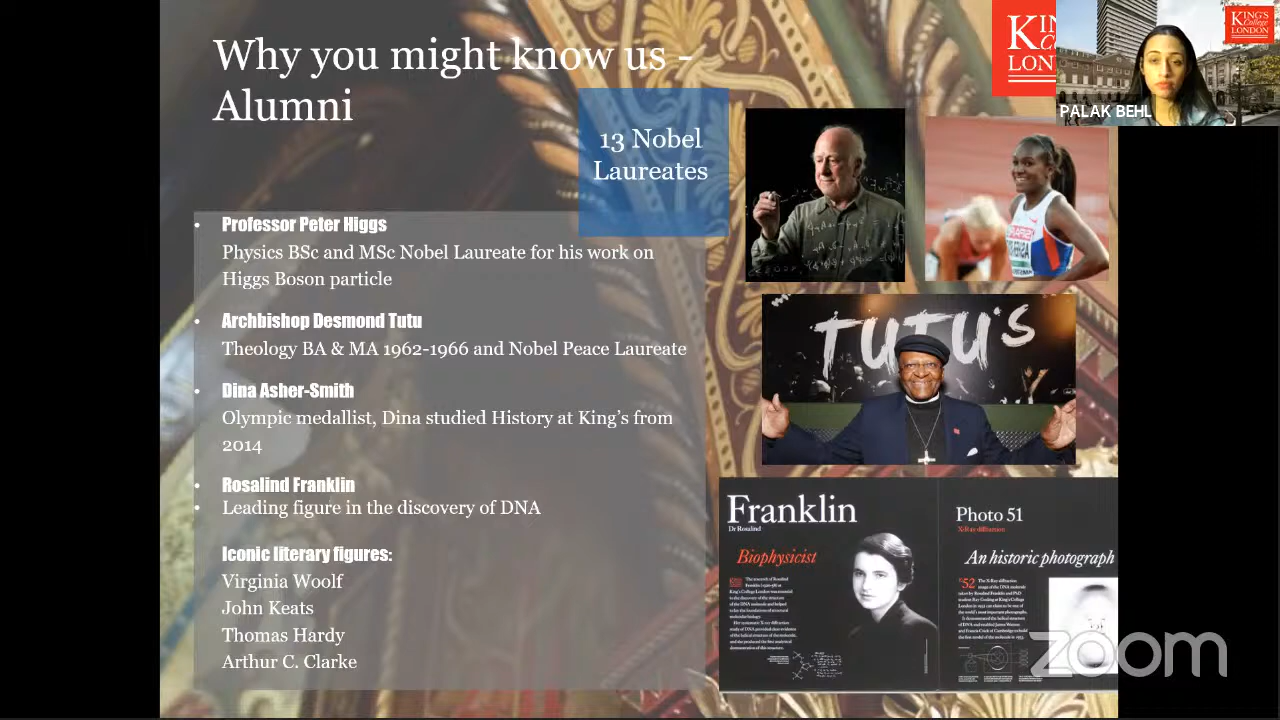 Why you might know us -
Alumni
13 Nobel
Laureates
• Professor Peter Higgs
Physics BSc and MSc Nobel Laureate for his work on
Higgs Boson particle
• Archbishop Desmond Tutu
Theology BA & MA 1962-1966 and Nobel Peace Laureate
• Dina Asher-Smith
Olympic medallist, Dina studied History at King's from
2014
• Rosalind Franklin
• Leading figure in the discovery of DNA
Iconic literary figures:
Virginia Woolf
John Keats
Thomas Hardy
Arthur C. Clarke
KING'S
College
LONDON
PALAK BEHL
TUTU'S
Franklin
Dr Rosalind
Biophysicist
Photo 51
X-Ray diffraction
An historic photograph
'52
zoom